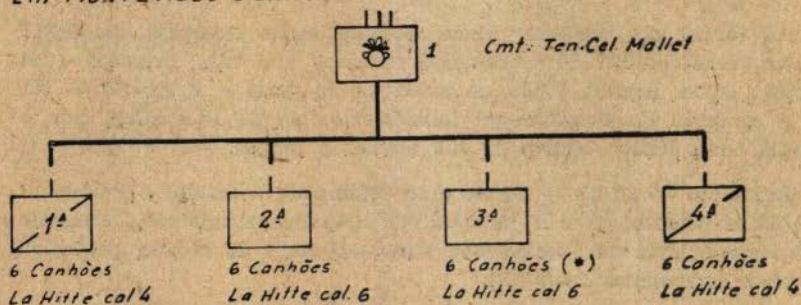 1 Cmt: Ten.Cel. Mallet
1ª
2ª
3ª
4ª
6 Canhões
La Hitte cal 4
6 Canhões
La Hitte cal. 6
6 Canhões (*)
La Hitte cal 6
6 Canhões
La Hitte cal 4